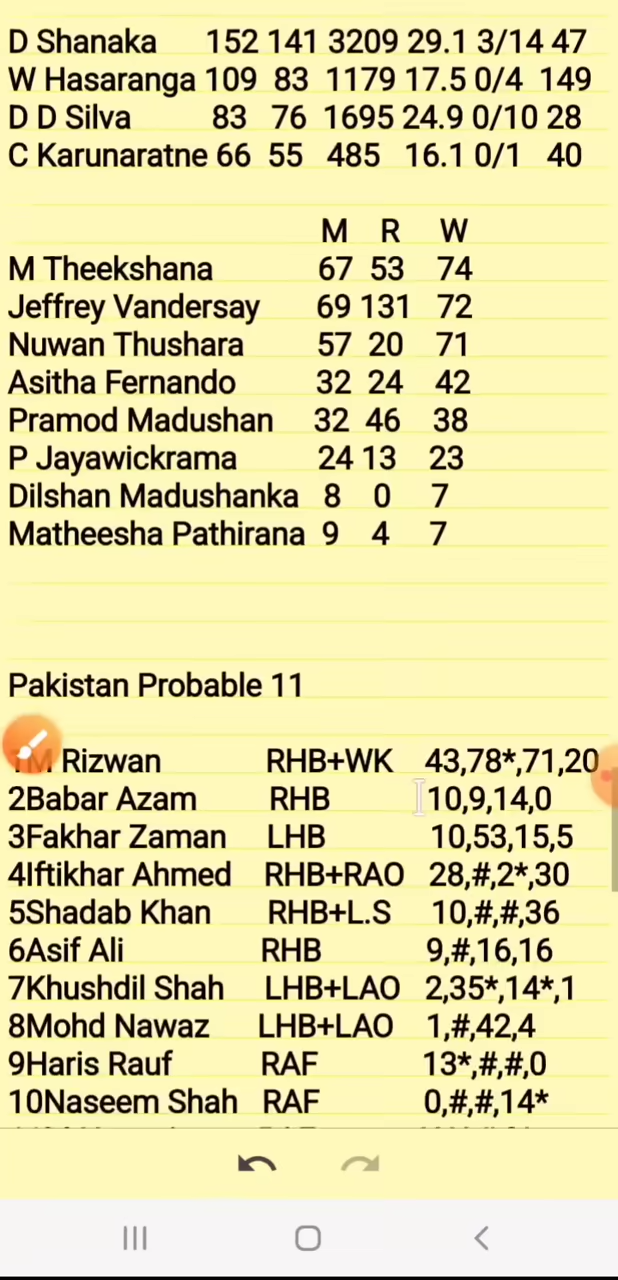 D Shanaka 152 141 3209 29.1 3/14 47
W Hasaranga 109 83 1179 17.5 0/4 149
D D Silva 83 76 1695 24.9 0/10 28
C Karunaratne 66 55 485 16.1 0/1 40
M R W
M Theekshana 67 53 74
Jeffrey Vandersay 69 131 72
Nuwan Thushara 57 20 71
Asitha Fernando 32 24 42
Pramod Madushan 32 46 38
P Jayawickrama 24 13 23
Dilshan Madushanka 8 0 7
Matheesha Pathirana 9 4 7
Pakistan Probable 11
1M Rizwan RHB+WK 43,78*,71,20
2Babar Azam RHB 10,9,14,0
3Fakhar Zaman LHB 10,53,15,5
4Iftikhar Ahmed RHB+RAO 28,#,2*,30
5Shadab Khan RHB+L.S 10,#,#,36
6Asif Ali RHB 9,#,16,16
7Khushdil Shah LHB+LAO 2,35*,14*,1
8Mohd Nawaz LHB+LAO 1,#,42,4
9Haris Rauf RAF 13*,#,#,0
10Naseem Shah RAF 0,#,#,14*